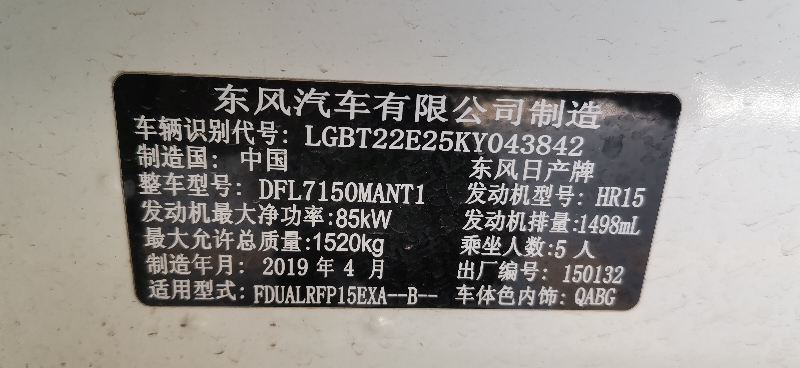 东风汽车有限公司制造
车辆识别代号: LGBT22E25KY043842
制造国: 中国 东风日产牌
整车型号: DFL7150MANT1 发动机型号: HR15
发动机最大净功率:85kW 发动机排量:1498mL
最大允许总质量:1520kg 乘坐人数:5 人
制造年月: 2019 年 4 月 出厂编号: 150132
适用型式: FDUALRFP15EXA--B-- 车体色内饰: QABG